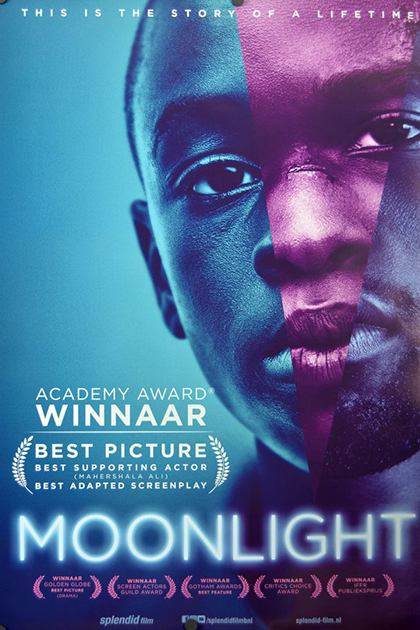 THIS IS THE STORY OF A LIFETIME
ACADEMY AWARD®
WINNAAR
BEST PICTURE
BEST SUPPORTING ACTOR
(MAHERSHALA ALI)
BEST ADAPTED SCREENPLAY
MOONLIGHT
WINNAAR
GOLDEN GLOBE
BEST PICTURE
(DRAMA)
WINNAAR
SCREEN ACTORS
GUILD AWARD
WINNAAR
GOTHAM AWARDS
BEST FEATURE
WINNAAR
CRITICS CHOICE
AWARD
WINNAAR
IFFR
PUBLIEKSPRIJS
splendid film
/splendidfilmbnl
splendid-film.nl